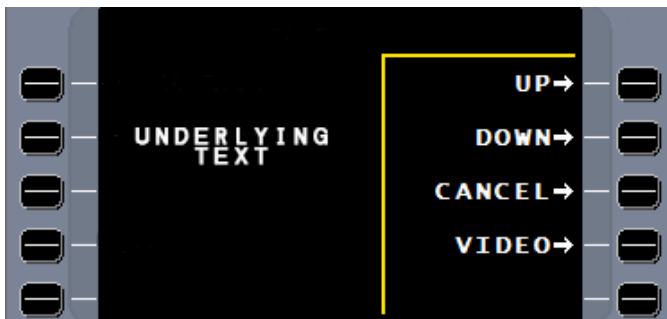 UNDERLYING
TEXT
UP→
DOWN→
CANCEL→
VIDEO→